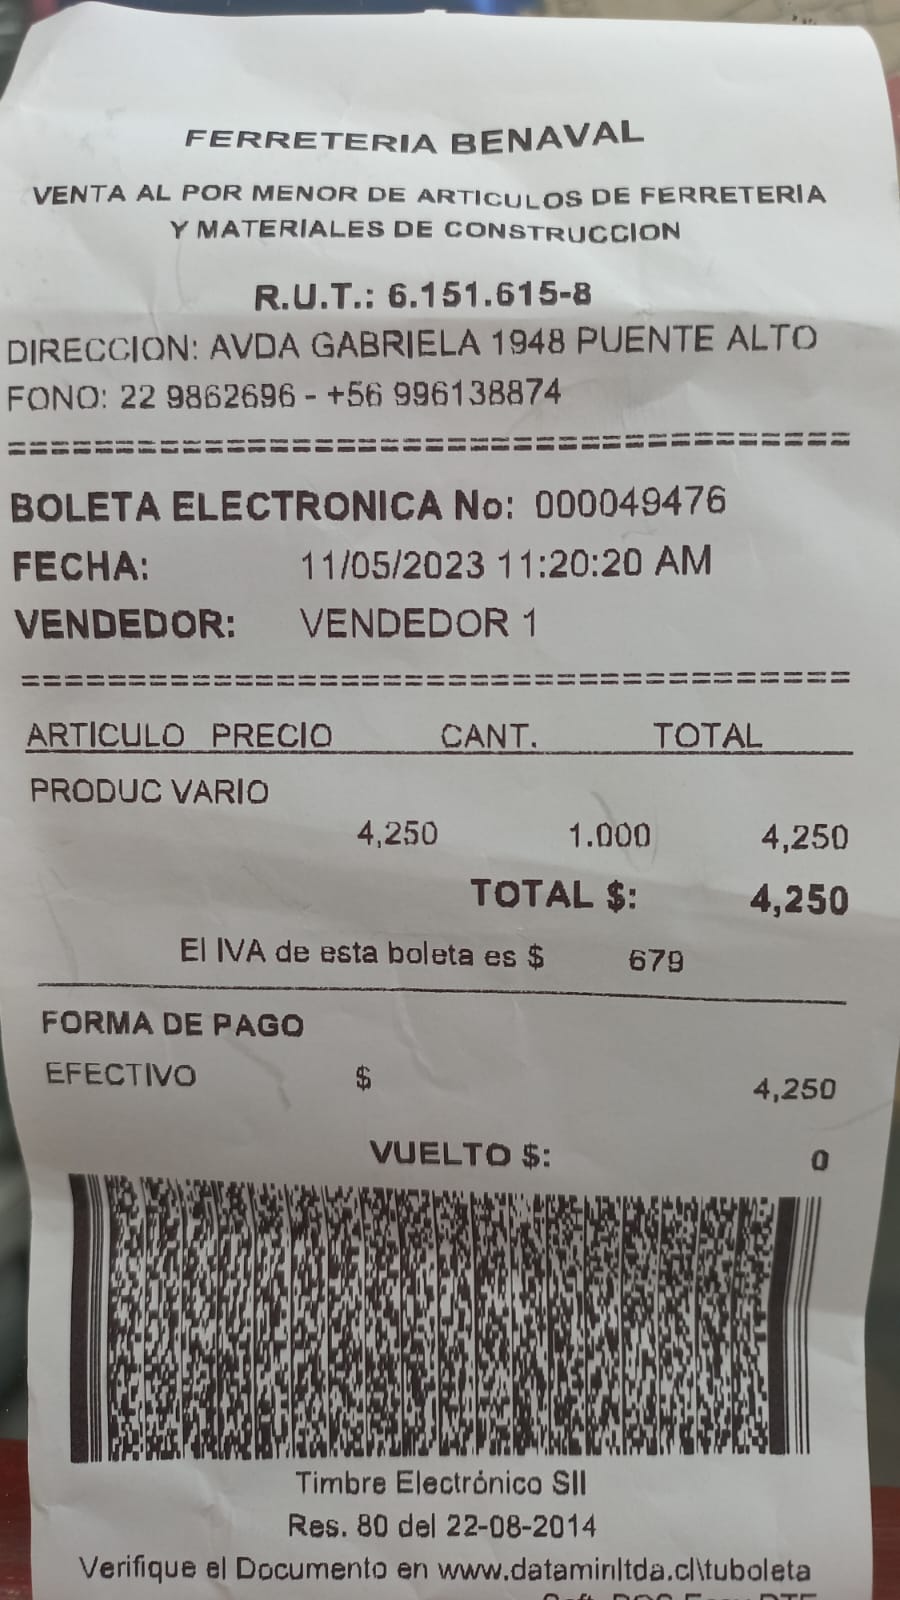 FERRETERIA BENAVAL
VENTA AL POR MENOR DE ARTICULOS DE FERRETERIA
Y MATERIALES DE CONSTRUCCION
R.U.T.: 6.151.615-8
DIRECCION: AVDA GABRIELA 1948 PUENTE ALTO
FONO: 22 9862696 - +56 996138874
=======================================
BOLETA ELECTRONICA No: 000049476
FECHA: 11/05/2023 11:20:20 AM
VENDEDOR: VENDEDOR 1
=======================================
ARTICULO PRECIO CANT. TOTAL
PRODUC VARIO
4,250 1.000 4,250
TOTAL $: 4,250
El IVA de esta boleta es $ 679
FORMA DE PAGO
EFECTIVO $ 4,250
VUELTO $: 0
Timbre Electrónico SII
Res. 80 del 22-08-2014
Verifique el Documento en www.dataminltda.cl\tuboleta